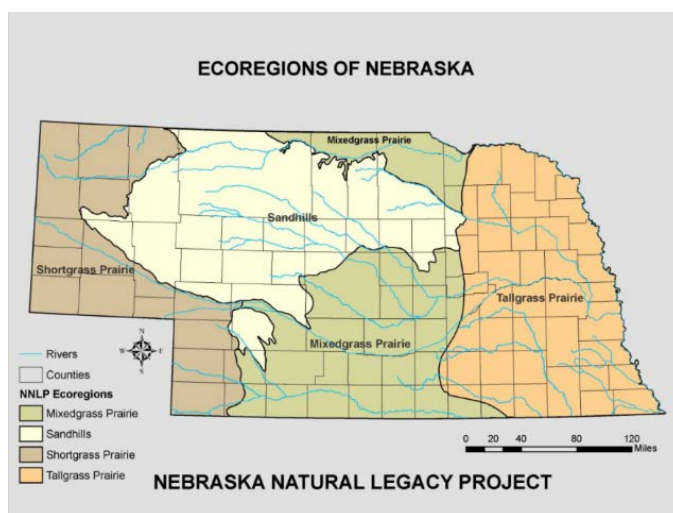 ECOREGIONS OF NEBRASKA
Mixedgrass Prairie
Sandhills
Shortgrass Prairie
Tallgrass Prairie
Mixedgrass Prairie
N
W E
S
Rivers
Counties
NNLP Ecoregions
Mixedgrass Prairie
Sandhills
Shortgrass Prairie
Tallgrass Prairie
0 20 40 80 120
Miles
NEBRASKA NATURAL LEGACY PROJECT